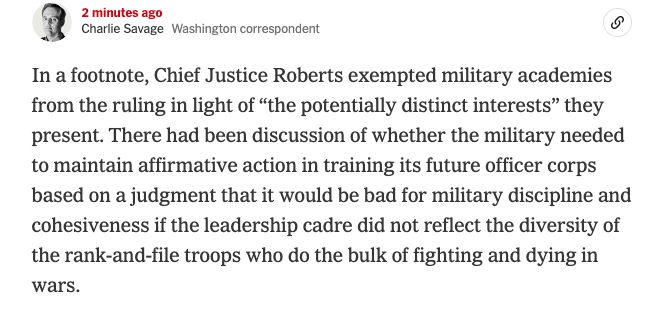 2 minutes ago
Charlie Savage Washington correspondent
In a footnote, Chief Justice Roberts exempted military academies
from the ruling in light of “the potentially distinct interests” they
present. There had been discussion of whether the military needed
to maintain affirmative action in training its future officer corps
based on a judgment that it would be bad for military discipline and
cohesiveness if the leadership cadre did not reflect the diversity of
the rank-and-file troops who do the bulk of fighting and dying in
wars.